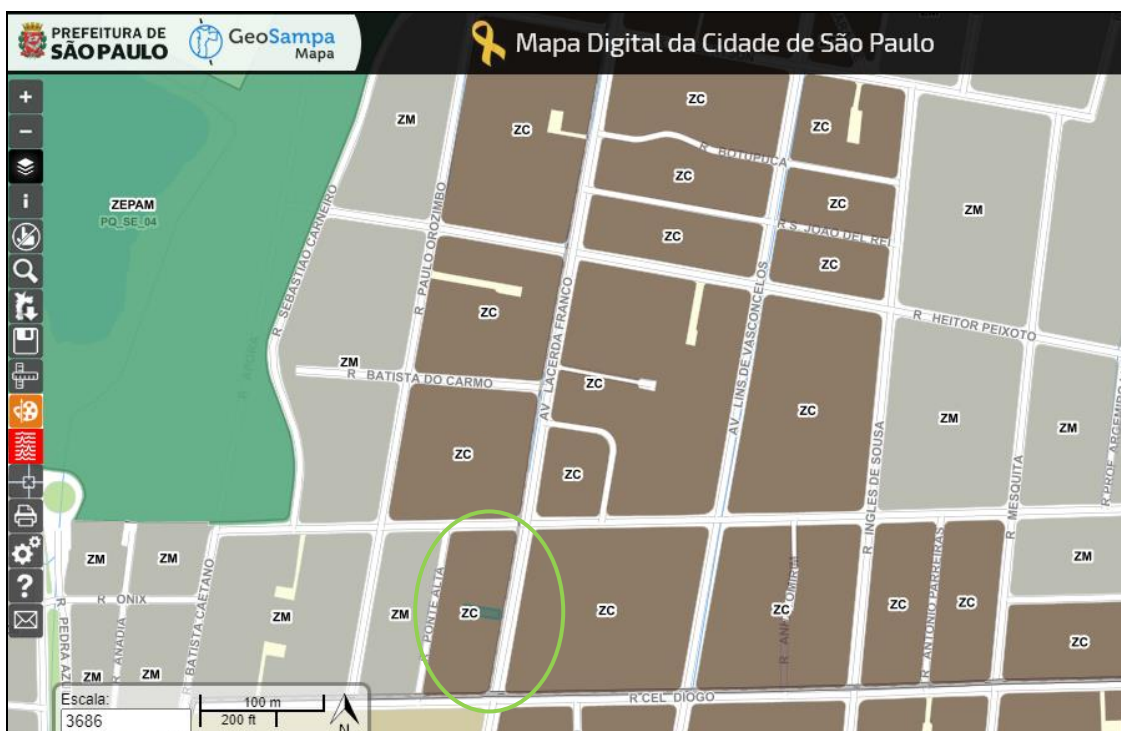 PREFEITURA DE
SÃO PAULO
GeoSampa
Mapa
Mapa Digital da Cidade de São Paulo
ZC
ZM
ZC
ZC
R BOTUPUCA
ZC
ZEPAM
PQ_SE_04
R SEBASTIAO CARNEIRO
R PAULO OROZIMBO
ZC
ZM
R S. JOAO DEL REI
ZC
ZC
ZC
AV LACERDA FRANCO
AV LINS DE VASCONCELOS
R HEITOR PEIXOTO
ZM
R BATISTA DO CARMO
ZC
ZC
ZM
ZM
R PROF. ARGEMIRO
R INGLES DE SOUSA
R MESQUITA
ZC
ZC
ZM
ZM
R ONIX
R ANADIA
R BATISTA CAETANO
ZM
ZM
R PONTE ALTA
ZC
ZC
ZC
ZC
R ANTONIO PARREIRAS
ZC
ZM
ZC
R PEDRA AZ
ZM
ZM
R CEL DIOGO
Escala:
3686
100 m
200 ft
N